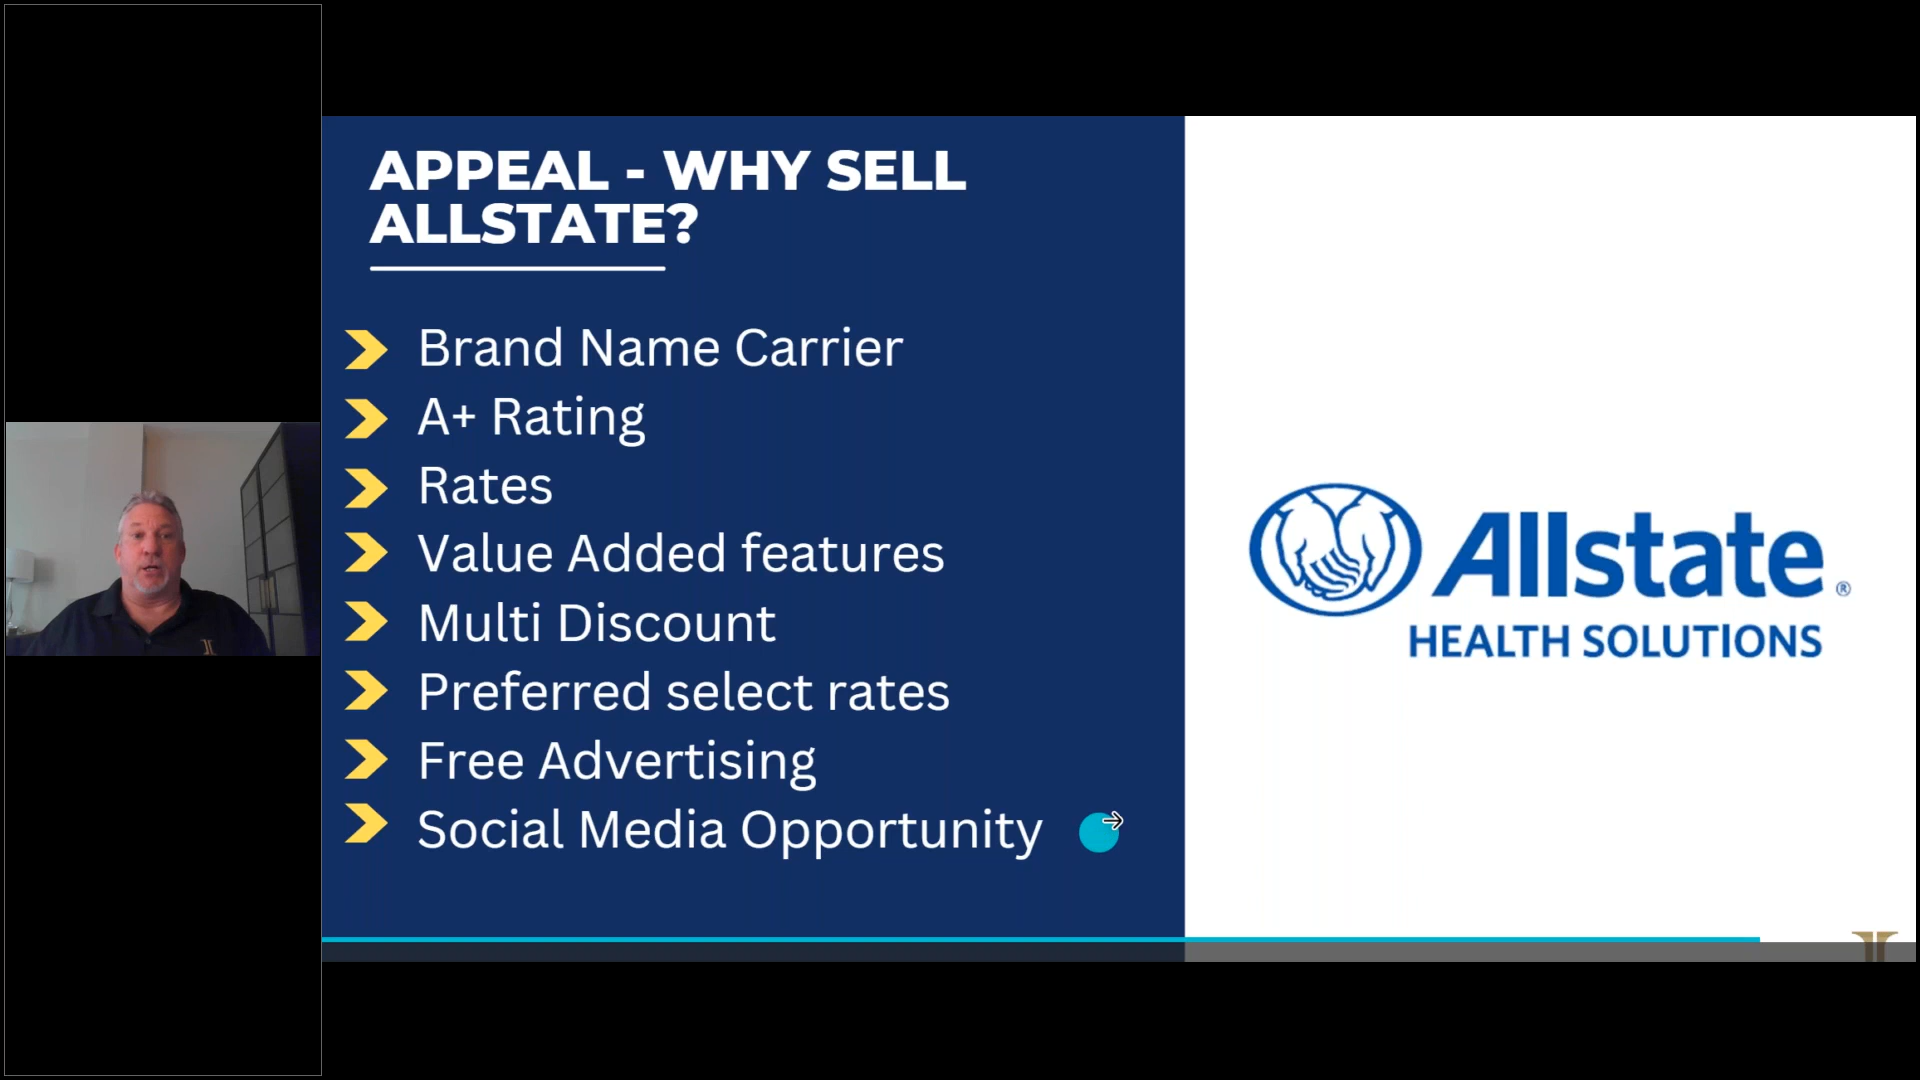 APPEAL - WHY SELL
ALLSTATE?
Brand Name Carrier
A+ Rating
Rates
Value Added features
Multi Discount
Preferred select rates
Free Advertising
Social Media Opportunity
Allstate®
HEALTH SOLUTIONS